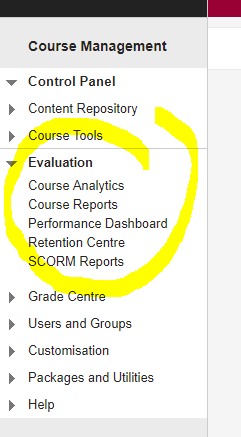 Course Management
Control Panel
Content Repository
Course Tools
Evaluation
Course Analytics
Course Reports
Performance Dashboard
Retention Centre
SCORM Reports
Grade Centre
Users and Groups
Customisation
Packages and Utilities
Help